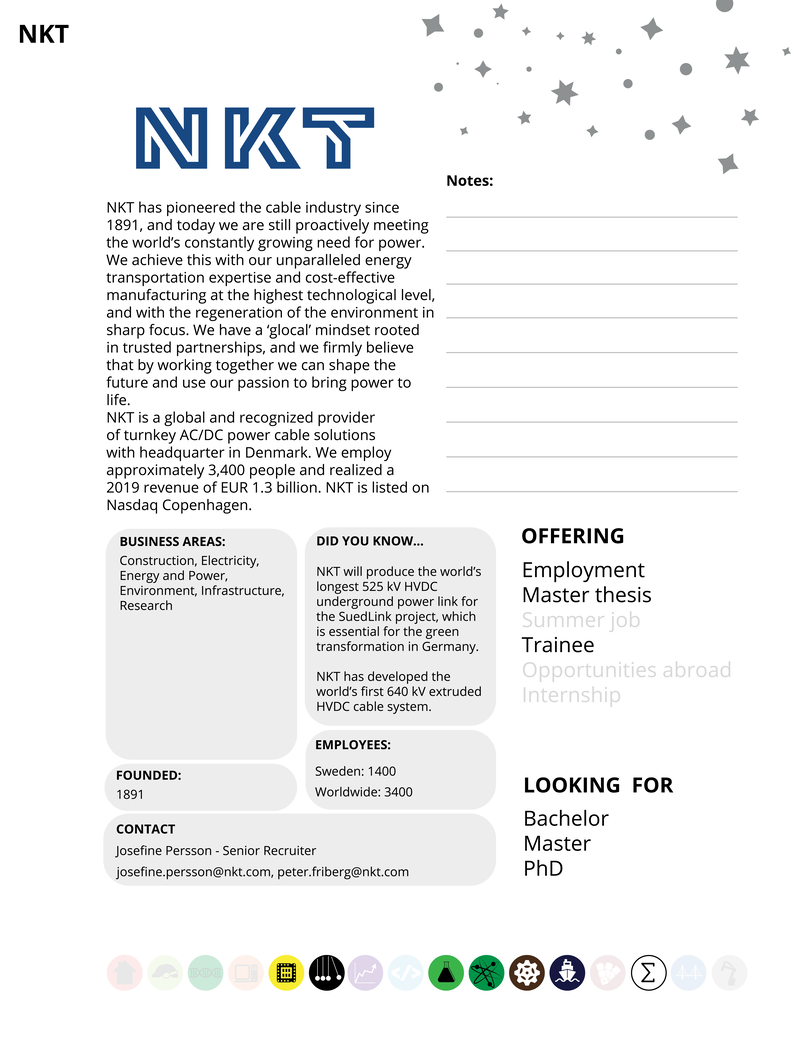 NKT
NKT
Notes:
NKT has pioneered the cable industry since
1891, and today we are still proactively meeting
the world’s constantly growing need for power.
We achieve this with our unparalleled energy
transportation expertise and cost-effective
manufacturing at the highest technological level,
and with the regeneration of the environment in
sharp focus. We have a ‘glocal’ mindset rooted
in trusted partnerships, and we firmly believe
that by working together we can shape the
future and use our passion to bring power to
life.
NKT is a global and recognized provider
of turnkey AC/DC power cable solutions
with headquarter in Denmark. We employ
approximately 3,400 people and realized a
2019 revenue of EUR 1.3 billion. NKT is listed on
Nasdaq Copenhagen.
BUSINESS AREAS:
Construction, Electricity,
Energy and Power,
Environment, Infrastructure,
Research
DID YOU KNOW...
NKT will produce the world’s
longest 525 kV HVDC
underground power link for
the SuedLink project, which
is essential for the green
transformation in Germany.
NKT has developed the
world’s first 640 kV extruded
HVDC cable system.
OFFERING
Employment
Master thesis
Summer job
Trainee
Opportunities abroad
Internship
EMPLOYEES:
Sweden: 1400
Worldwide: 3400
FOUNDED:
1891
LOOKING FOR
Bachelor
Master
PhD
CONTACT
Josefine Persson - Senior Recruiter
josefine.persson@nkt.com, peter.friberg@nkt.com